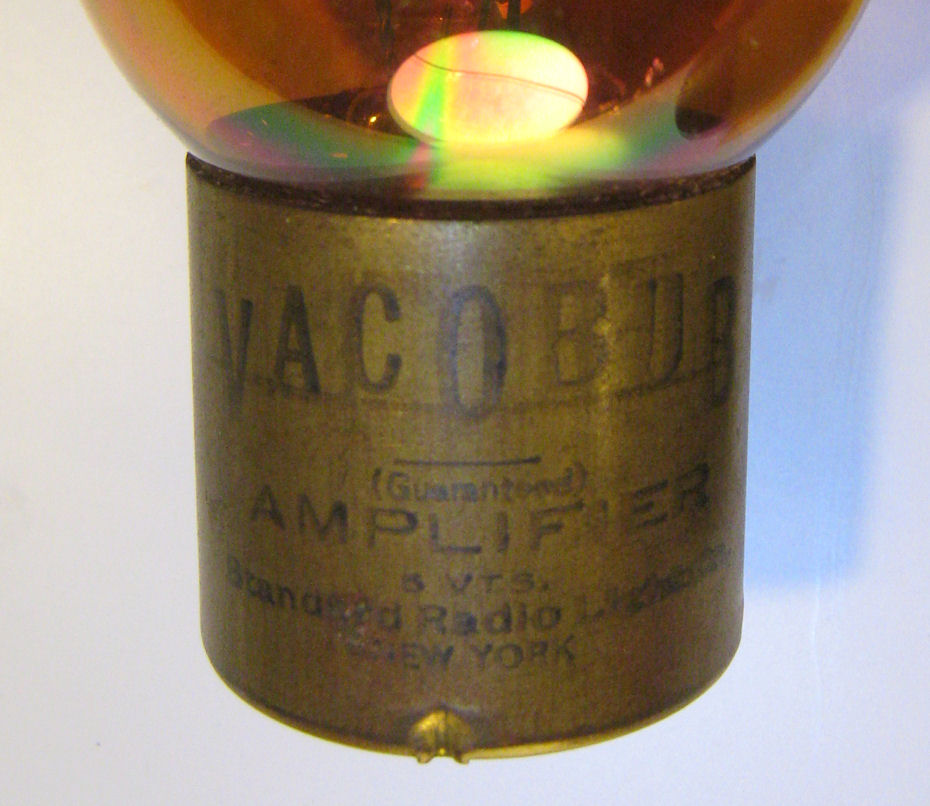 VACOBUB
(Guaranteed)
AMPLIFIER
5 VTS.
Standard Radio
NEW YORK